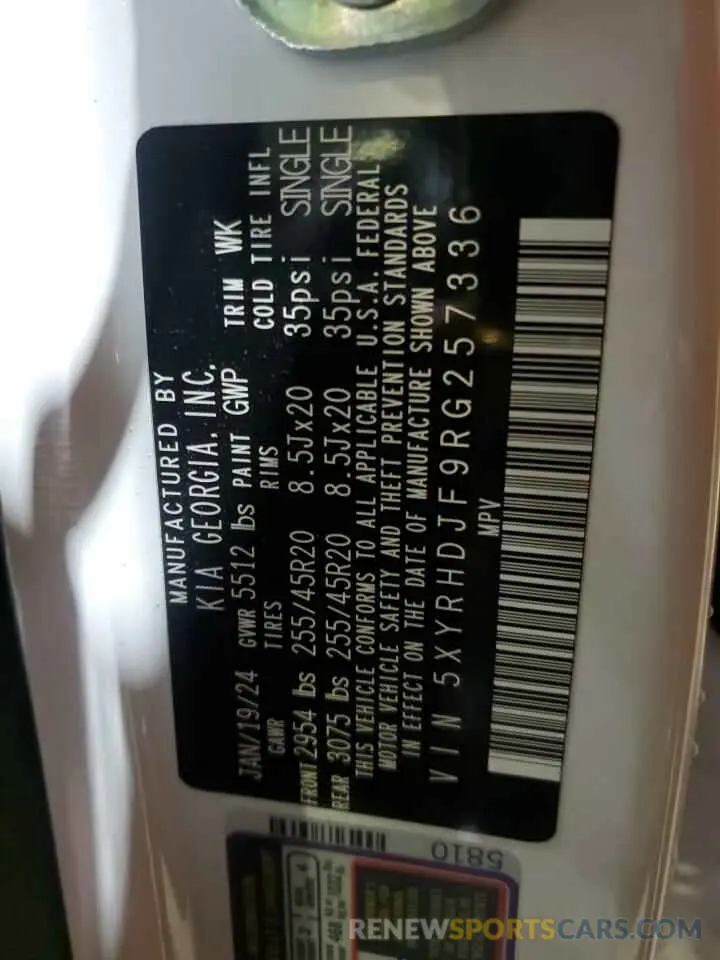 MANUFACTURED BY
KIA GEORGIA, INC.
JAN/19/24 GVWR 5512 lbs PAINT GWP TRIM WK
GAWR TIRES RIMS COLD TIRE INFL
FRONT 2954 lbs 255/45R20 8.5Jx20 35psi SINGLE
REAR 3075 lbs 255/45R20 8.5Jx20 35psi SINGLE
THIS VEHICLE CONFORMS TO ALL APPLICABLE U.S.A. FEDERAL
MOTOR VEHICLE SAFETY AND THEFT PREVENTION STANDARDS
IN EFFECT ON THE DATE OF MANUFACTURE SHOWN ABOVE
VIN 5XYRHDJF9RG257336
MPV
5810
RENEWSPORTSCARS.COM